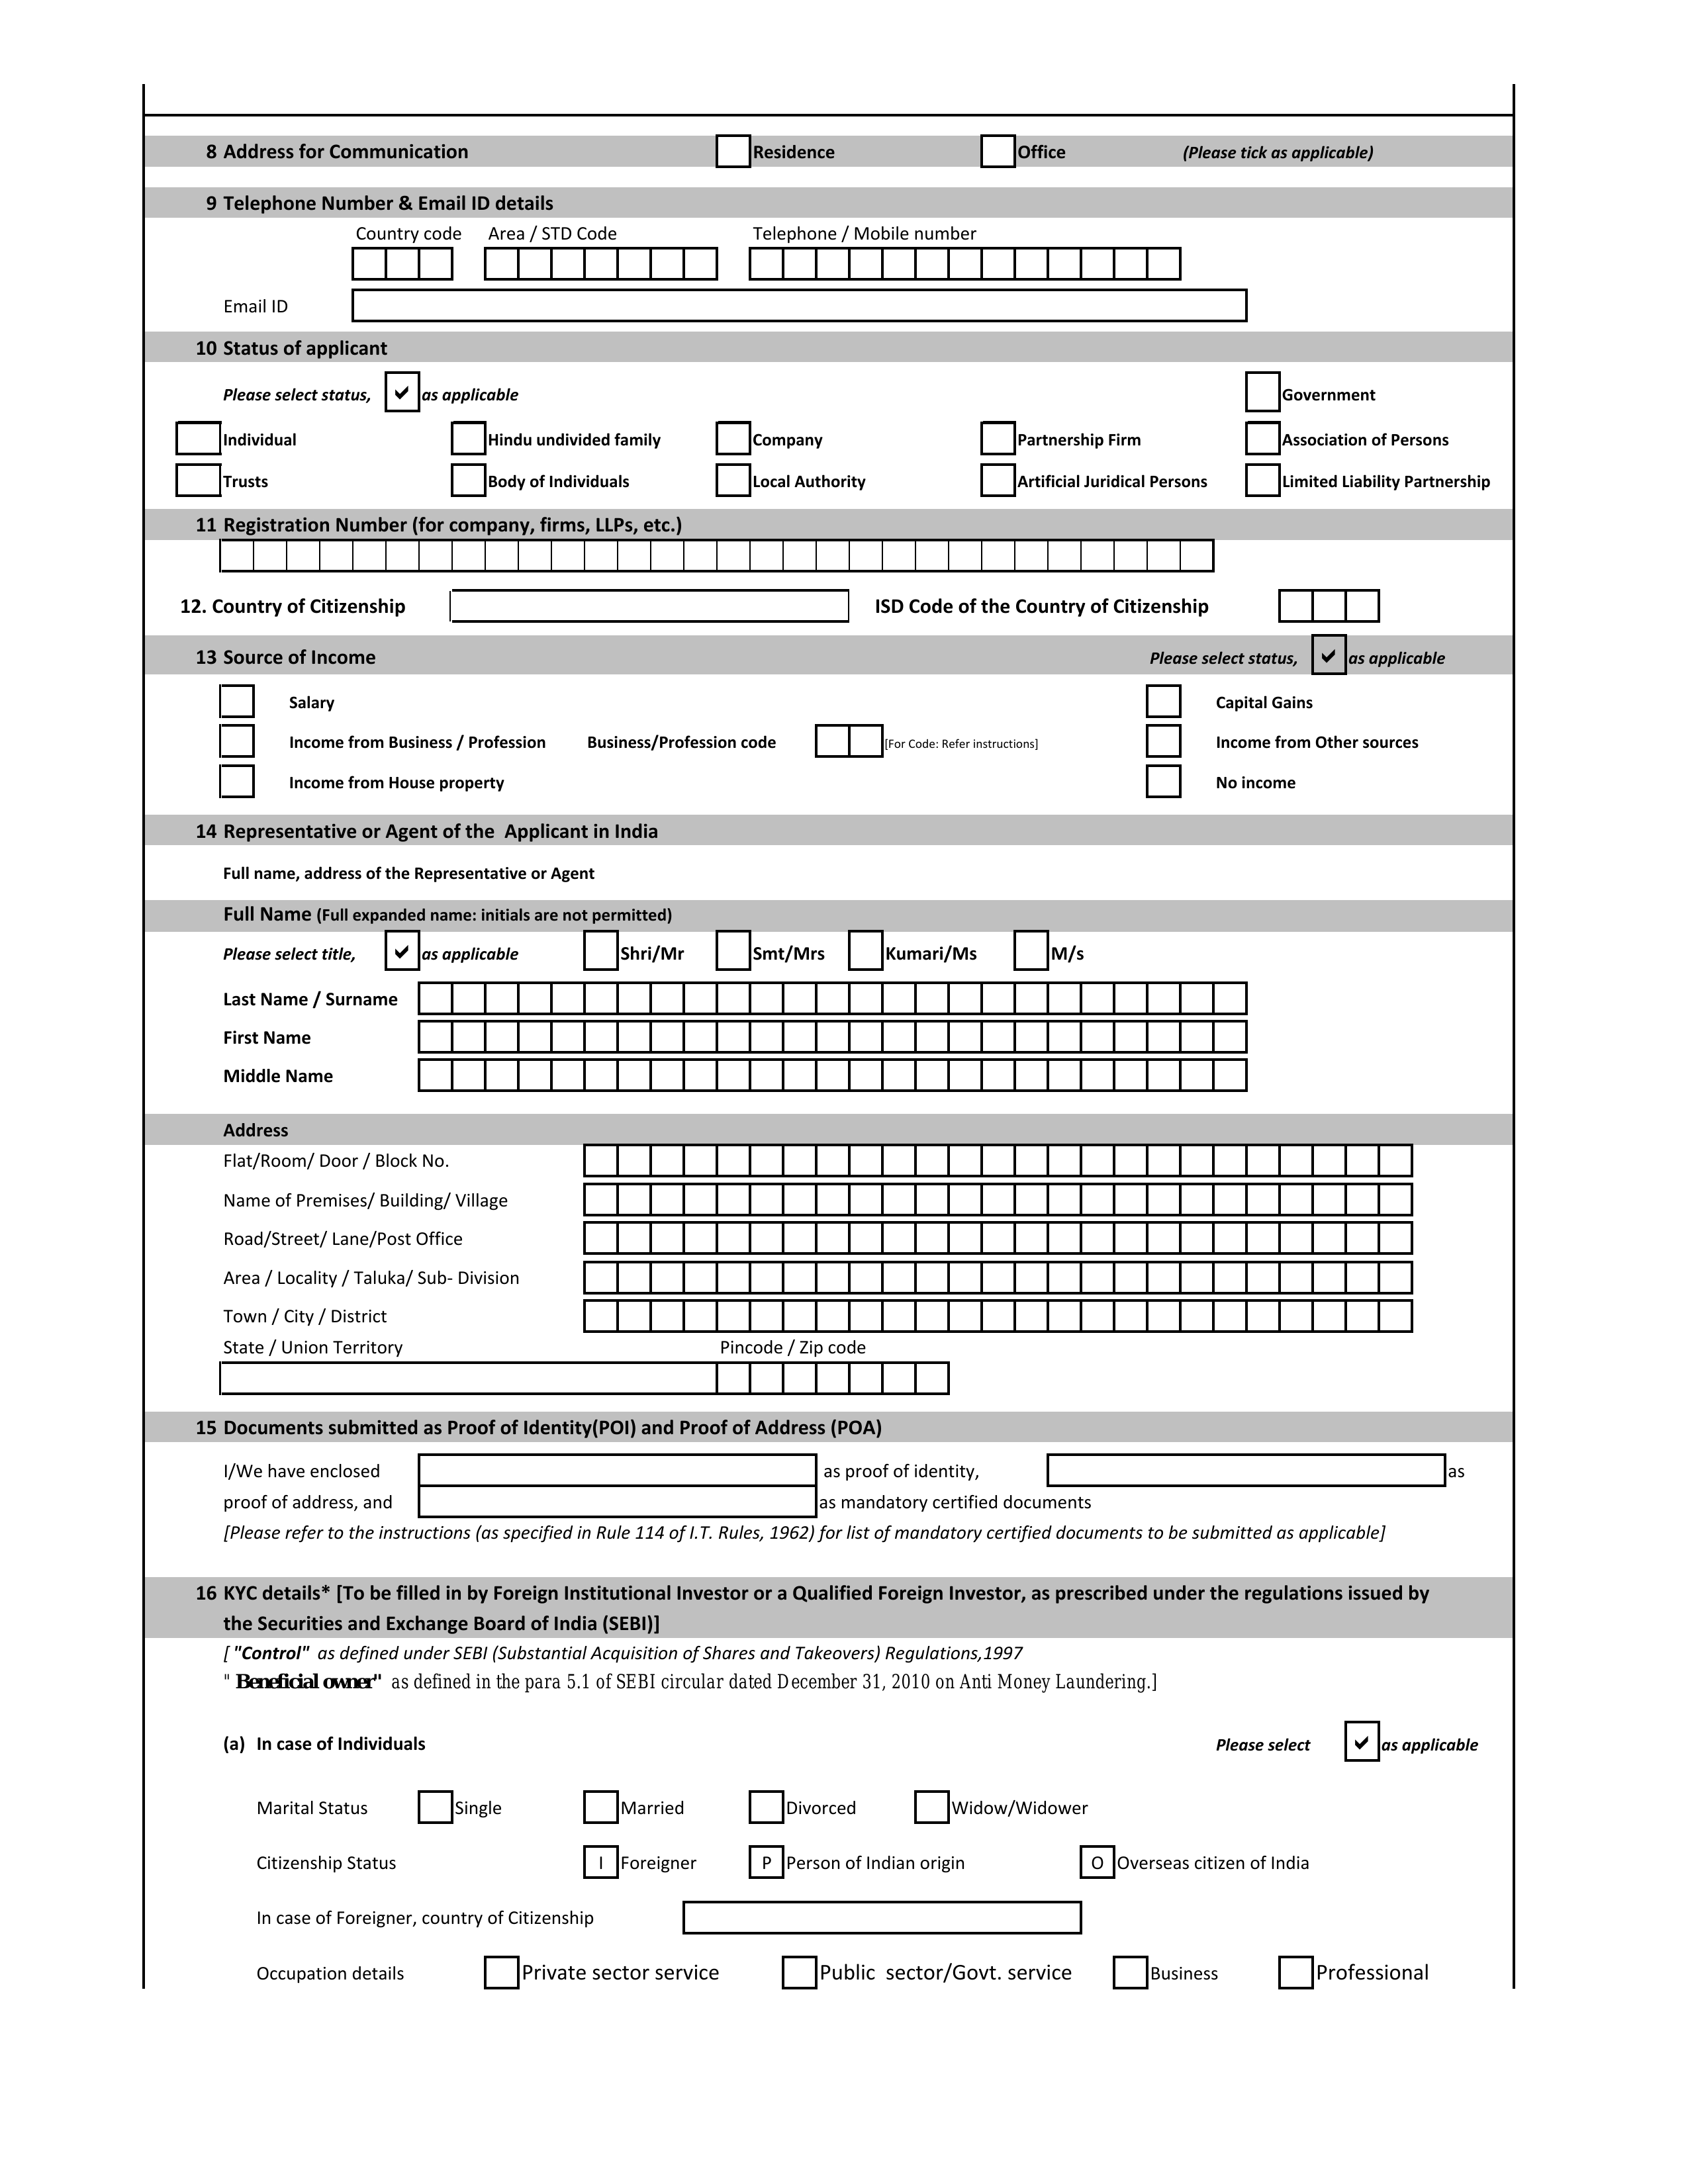 8 Address for Communication Residence Office (Please tick as applicable)
9 Telephone Number & Email ID details
Country code Area / STD Code Telephone / Mobile number
Email ID
10 Status of applicant
Please select status, ✔ as applicable Government
Individual Hindu undivided family Company Partnership Firm Association of Persons
Trusts Body of Individuals Local Authority Artificial Juridical Persons Limited Liability Partnership
11 Registration Number (for company, firms, LLPs, etc.)
12. Country of Citizenship ISD Code of the Country of Citizenship
13 Source of Income Please select status, ✔ as applicable
Salary Capital Gains
Income from Business / Profession Business/Profession code [For Code: Refer instructions] Income from Other sources
Income from House property No income
14 Representative or Agent of the Applicant in India
Full name, address of the Representative or Agent
Full Name (Full expanded name: initials are not permitted)
Please select title, ✔ as applicable Shri/Mr Smt/Mrs Kumari/Ms M/s
Last Name / Surname
First Name
Middle Name
Address
Flat/Room/ Door / Block No.
Name of Premises/ Building/ Village
Road/Street/ Lane/Post Office
Area / Locality / Taluka/ Sub- Division
Town / City / District
State / Union Territory Pincode / Zip code
15 Documents submitted as Proof of Identity(POI) and Proof of Address (POA)
I/We have enclosed as proof of identity, as
proof of address, and as mandatory certified documents
[Please refer to the instructions (as specified in Rule 114 of I.T. Rules, 1962) for list of mandatory certified documents to be submitted as applicable]
16 KYC details* [To be filled in by Foreign Institutional Investor or a Qualified Foreign Investor, as prescribed under the regulations issued by
the Securities and Exchange Board of India (SEBI)]
[ "Control" as defined under SEBI (Substantial Acquisition of Shares and Takeovers) Regulations,1997
" Beneficial owner" as defined in the para 5.1 of SEBI circular dated December 31, 2010 on Anti Money Laundering.]
(a) In case of Individuals Please select ✔ as applicable
Marital Status Single Married Divorced Widow/Widower
Citizenship Status I Foreigner P Person of Indian origin O Overseas citizen of India
In case of Foreigner, country of Citizenship
Occupation details Private sector service Public sector/Govt. service Business Professional